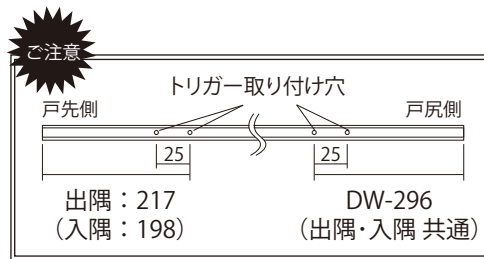 ご注意
トリガー取り付け穴
戸先側
戸尻側
25
25
出隅：217
（入隅：198）
DW-296
（出隅･入隅 共通）